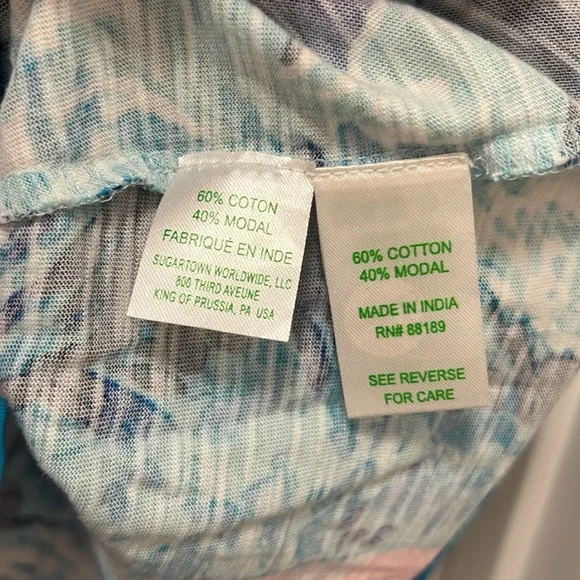 60% COTON
40% MODAL
FABRIQUÉ EN INDE
SUGARTOWN WORLDWIDE, LLC
800 THIRD AVEUNE
KING OF PRUSSIA, PA USA
60% COTTON
40% MODAL
MADE IN INDIA
RN# 88189
SEE REVERSE
FOR CARE